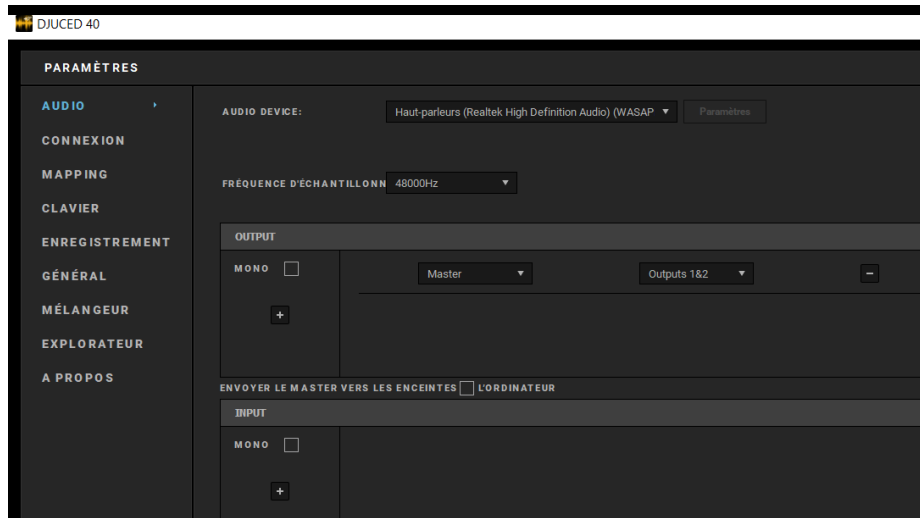 DJUCED 40
PARAMÈTRES
AUDIO
AUDIO DEVICE:
Haut-parleurs (Realtek High Definition Audio) (WASAP
Paramètres
CONNEXION
MAPPING
FRÉQUENCE D'ÉCHANTILLONN
48000Hz
CLAVIER
ENREGISTREMENT
OUTPUT
GÉNÉRAL
MONO
Master
Outputs 1&2
−
MÉLANGEUR
+
EXPLORATEUR
A PROPOS
ENVOYER LE MASTER VERS LES ENCEINTES L'ORDINATEUR
INPUT
MONO
+